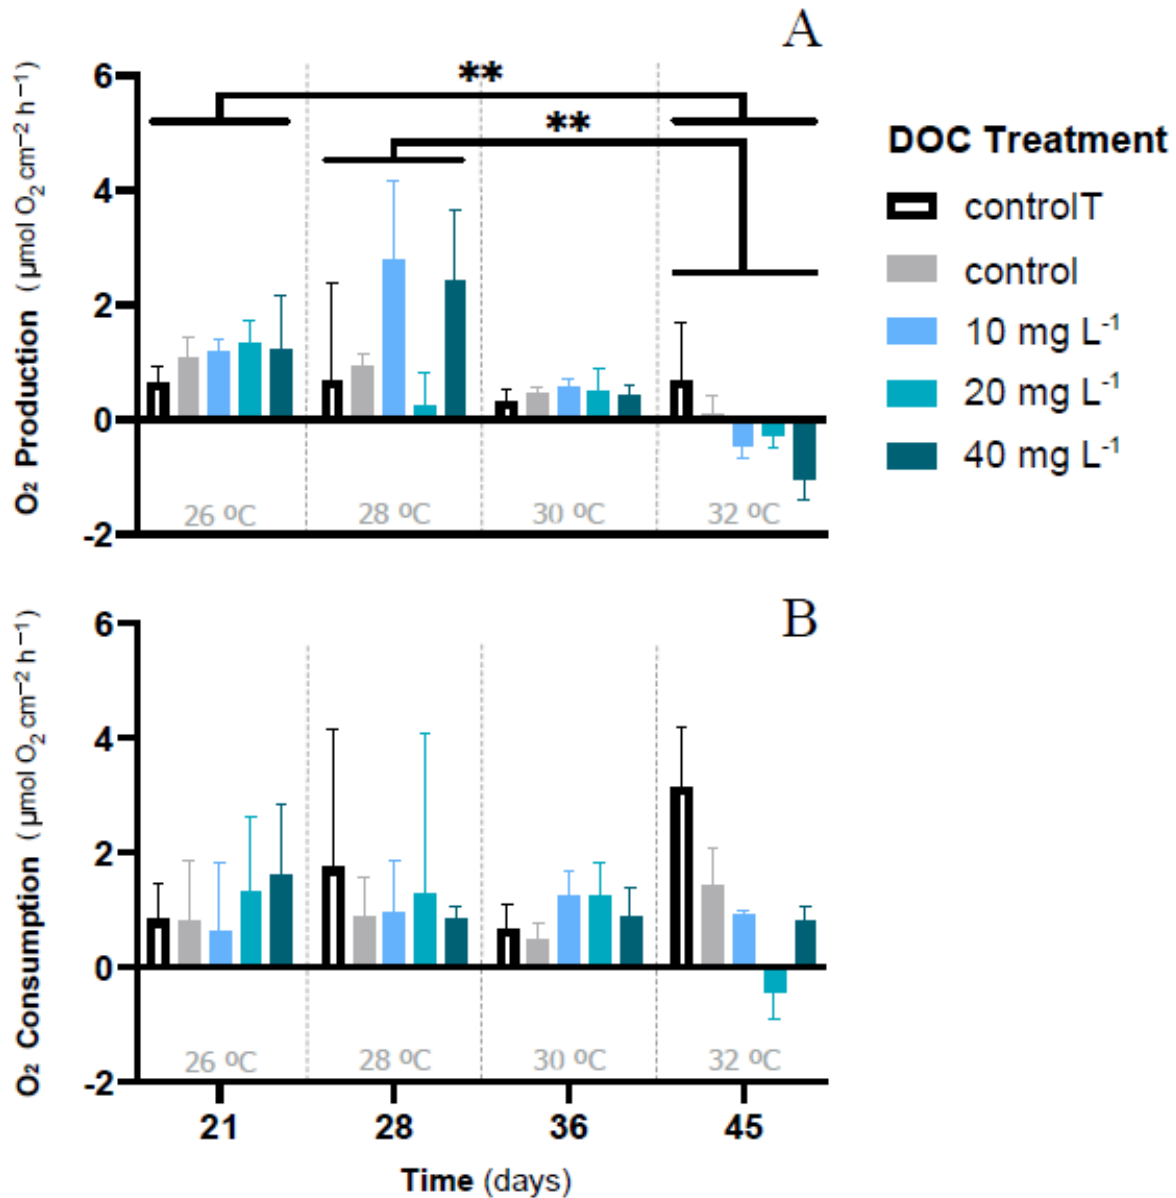 A
O₂ Production (µmol O₂ cm⁻² h⁻¹)
6
4
2
0
-2
**
**
26 ºC
28 ºC
30 ºC
32 ºC
DOC Treatment
controlT
control
10 mg L⁻¹
20 mg L⁻¹
40 mg L⁻¹
B
O₂ Consumption (µmol O₂ cm⁻² h⁻¹)
6
4
2
0
-2
26 ºC
28 ºC
30 ºC
32 ºC
21
28
36
45
Time (days)